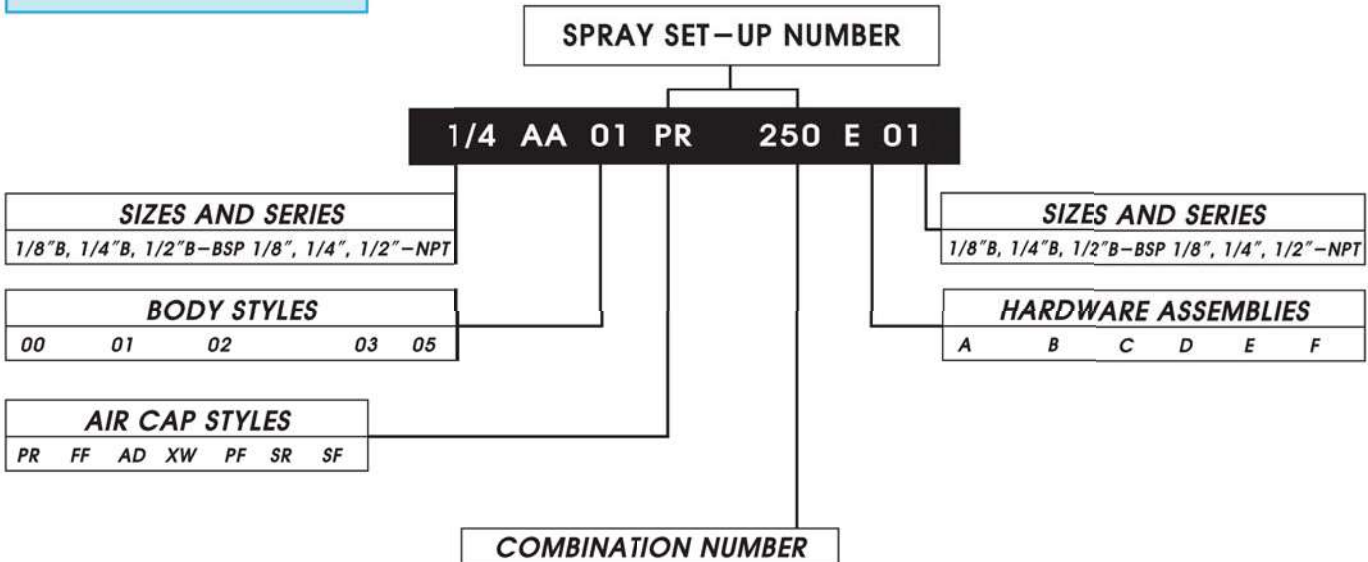 SPRAY SET-UP NUMBER
1/4 AA 01 PR 250 E 01
SIZES AND SERIES
1/8"B, 1/4"B, 1/2"B-BSP 1/8", 1/4", 1/2"-NPT
SIZES AND SERIES
1/8"B, 1/4"B, 1/2"B-BSP 1/8", 1/4", 1/2"-NPT
BODY STYLES
00 01 02 03 05
HARDWARE ASSEMBLIES
A B C D E F
AIR CAP STYLES
PR FF AD XW PF SR SF
COMBINATION NUMBER